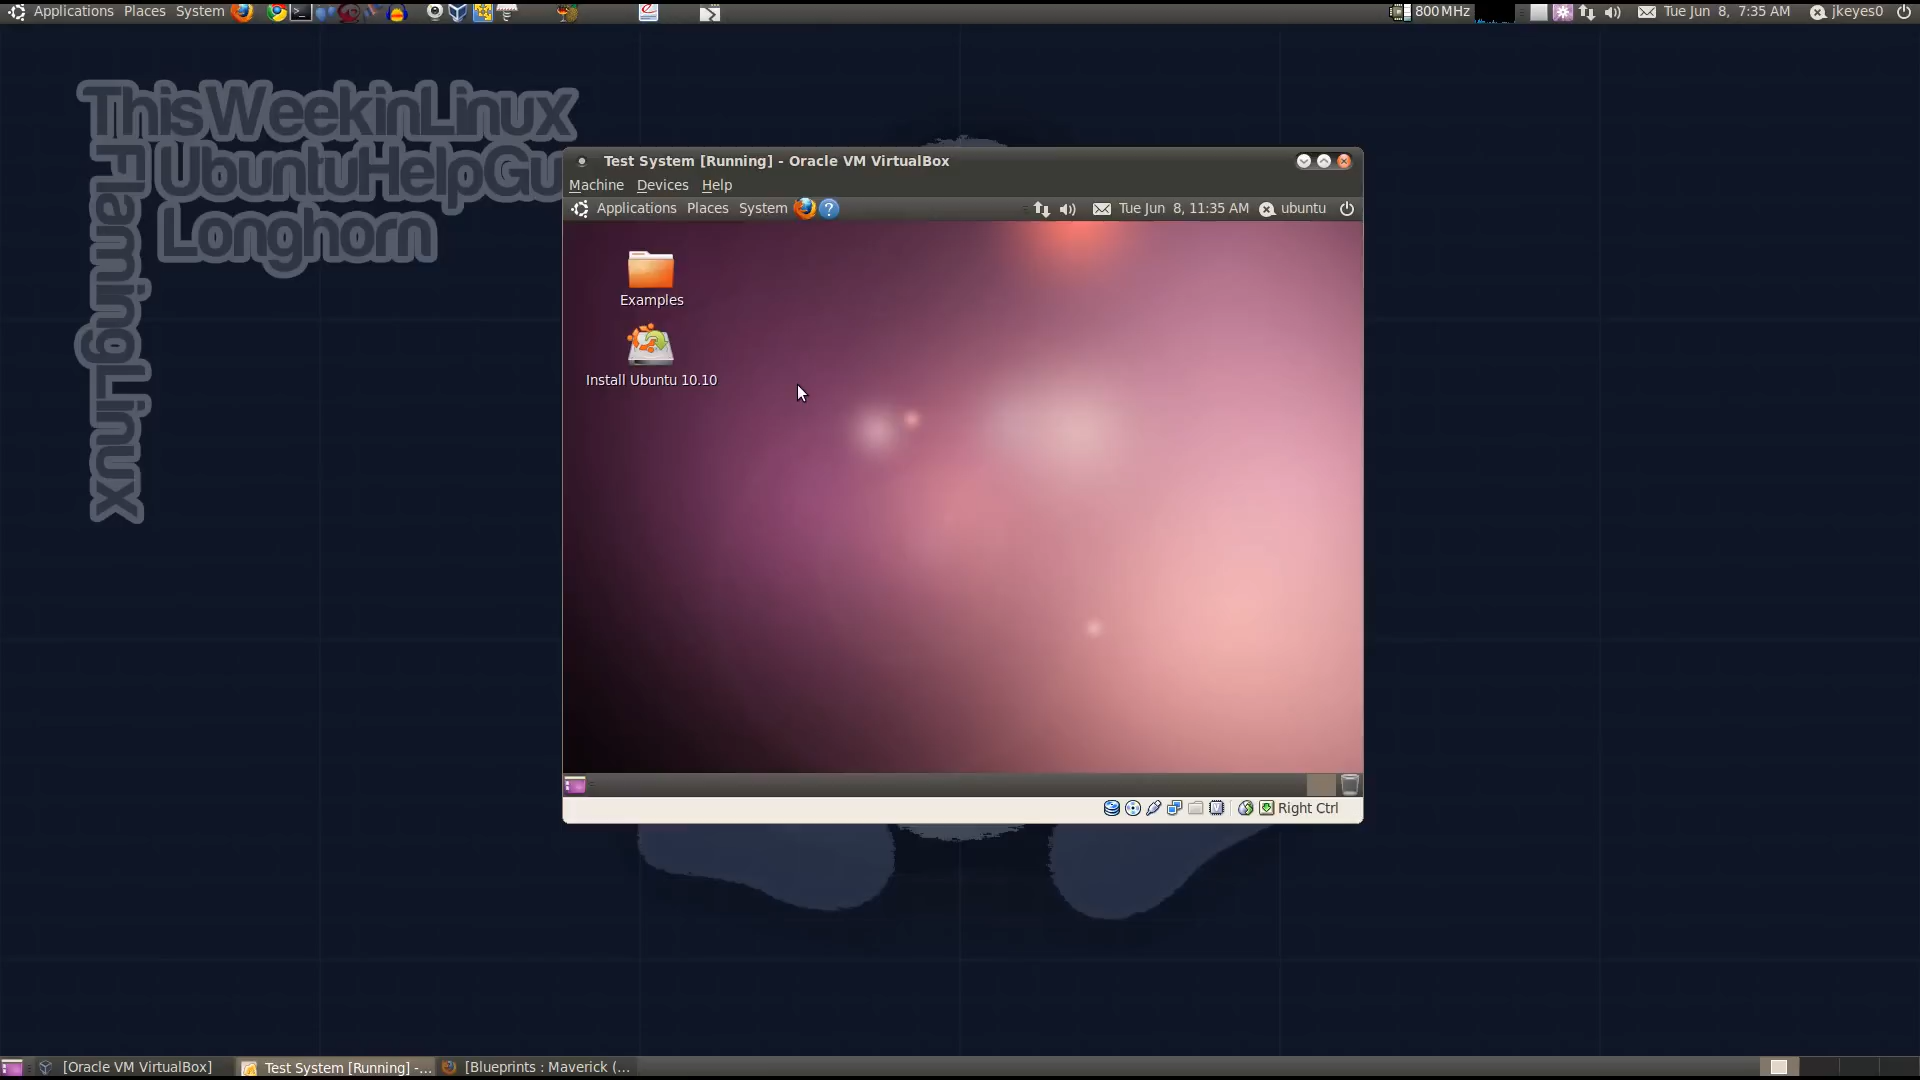 Applications Places System
800 MHz
Tue Jun 8, 7:35 AM
jkeyes0
ThisWeekinLinux
UbuntuHelpGu
Longhorn
FlamingLinux
Test System [Running] - Oracle VM VirtualBox
Machine Devices Help
Applications Places System
?
Tue Jun 8, 11:35 AM
ubuntu
Examples
Install Ubuntu 10.10
Right Ctrl
[Oracle VM VirtualBox]
Test System [Running] -...
[Blueprints : Maverick (...